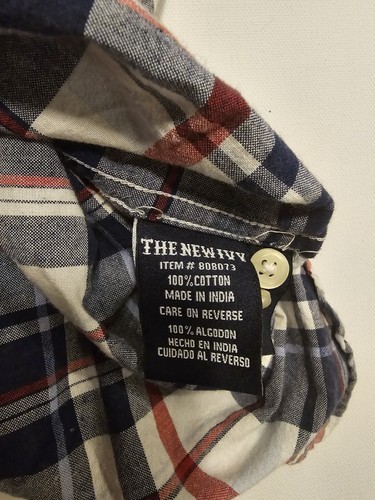 THE NEW IVY
ITEM # 808073
100% COTTON
MADE IN INDIA
CARE ON REVERSE
100% ALGODON
HECHO EN INDIA
CUIDADO AL REVERSO